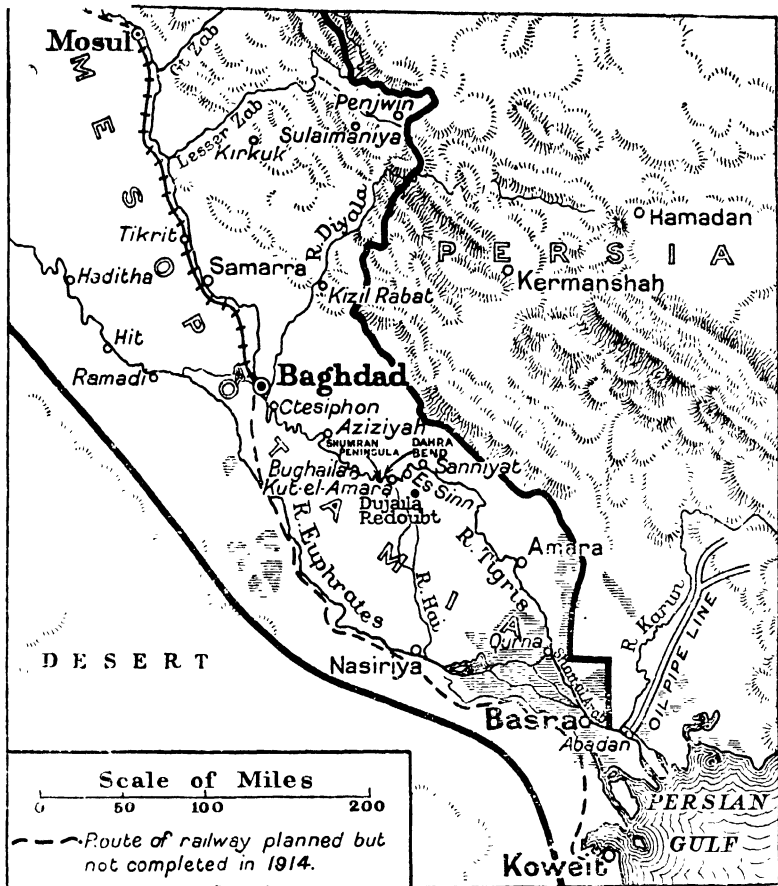 Mosul
Gt Zab
MESOPOTAMIA
Lesser Zab
Penjwin
Sulaimaniya
Kirkuk
R. Diyala
Hamadan
PERSIA
Tikrit
Samarra
Haditha
Kizil Rabat
Kermanshah
Hit
Ramadi
Baghdad
Ctesiphon
Aziziyah
SHUMRAN
PENINGULA
DAHRA
BEND
Bughailah
Sanniyat
Kut-el-Amara
Es Sinn
Dujaila
Redoubt
R. Euphrates
R. Tigris
Amara
R. Hai
R. Karun
OIL PIPE LINE
Qurna
DESERT
Nasiriya
Shatt-
Basra
Abadan
Scale of Miles
0 50 100 200
Route of railway planned but
not completed in 1914.
PERSIAN
GULF
Koweit